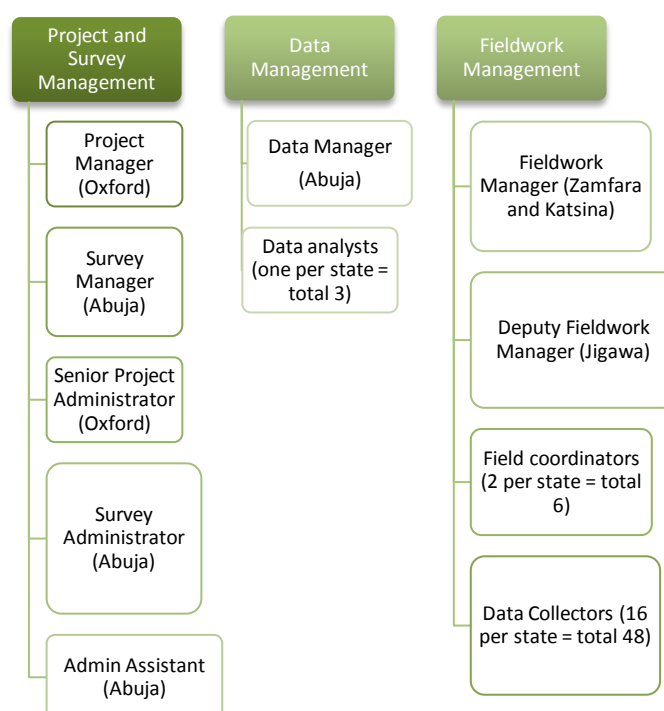 Project and
Survey
Management
Project
Manager
(Oxford)
Survey
Manager
(Abuja)
Senior Project
Administrator
(Oxford)
Survey
Administrator
(Abuja)
Admin Assistant
(Abuja)
Data
Management
Data Manager
(Abuja)
Data analysts
(one per state =
total 3)
Fieldwork
Management
Fieldwork
Manager (Zamfara
and Katsina
Deputy Fieldwork
Manager (Jigawa)
Field coordinators
(2 per state = total
6)
Data Collectors (16
per state = total 48)